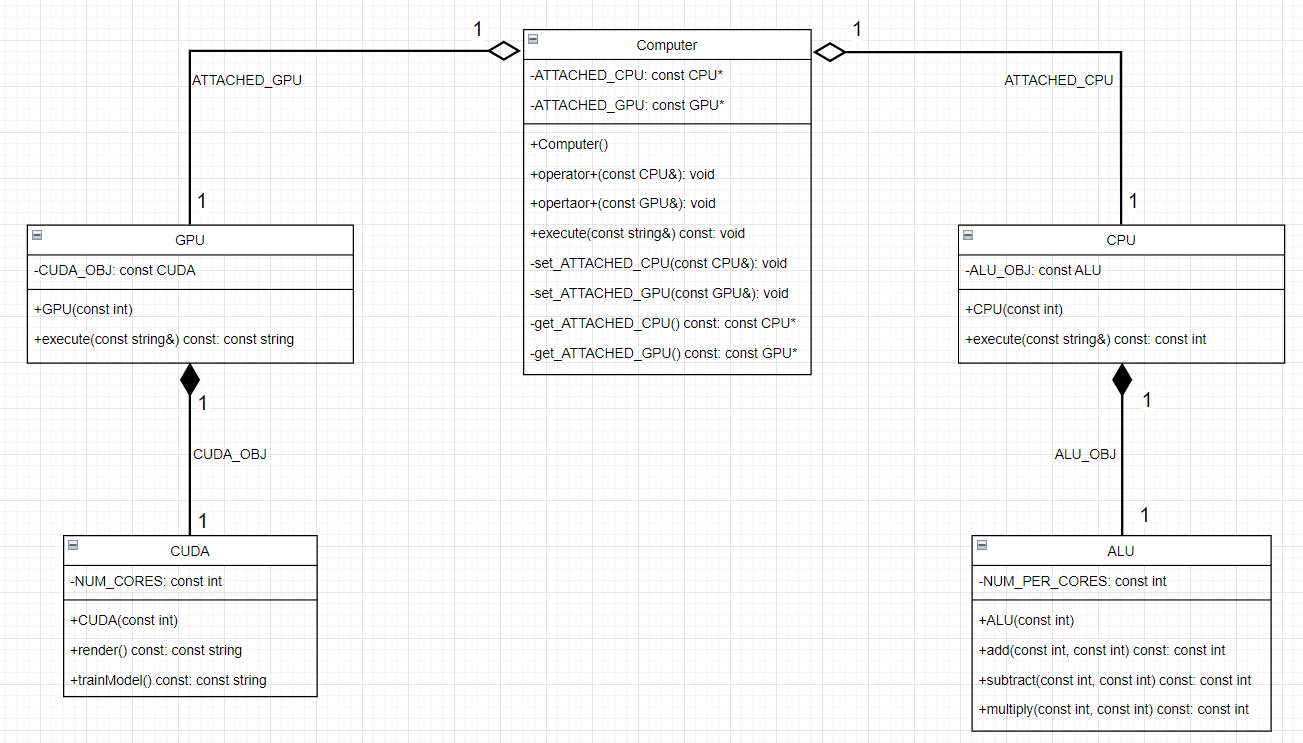 1
1
Computer
-ATTACHED_CPU: const CPU*
-ATTACHED_GPU: const GPU*
+Computer()
+operator+(const CPU&): void
+opertaor+(const GPU&): void
+execute(const string&) const: void
-set_ATTACHED_CPU(const CPU&): void
-set_ATTACHED_GPU(const GPU&): void
-get_ATTACHED_CPU() const: const CPU*
-get_ATTACHED_GPU() const: const GPU*
ATTACHED_GPU
ATTACHED_CPU
1
1
GPU
-CUDA_OBJ: const CUDA
+GPU(const int)
+execute(const string&) const: const string
CPU
-ALU_OBJ: const ALU
+CPU(const int)
+execute(const string&) const: const int
1
1
CUDA_OBJ
ALU_OBJ
1
1
CUDA
-NUM_CORES: const int
+CUDA(const int)
+render() const: const string
+trainModel() const: const string
ALU
-NUM_PER_CORES: const int
+ALU(const int)
+add(const int, const int) const: const int
+subtract(const int, const int) const: const int
+multiply(const int, const int) const: const int